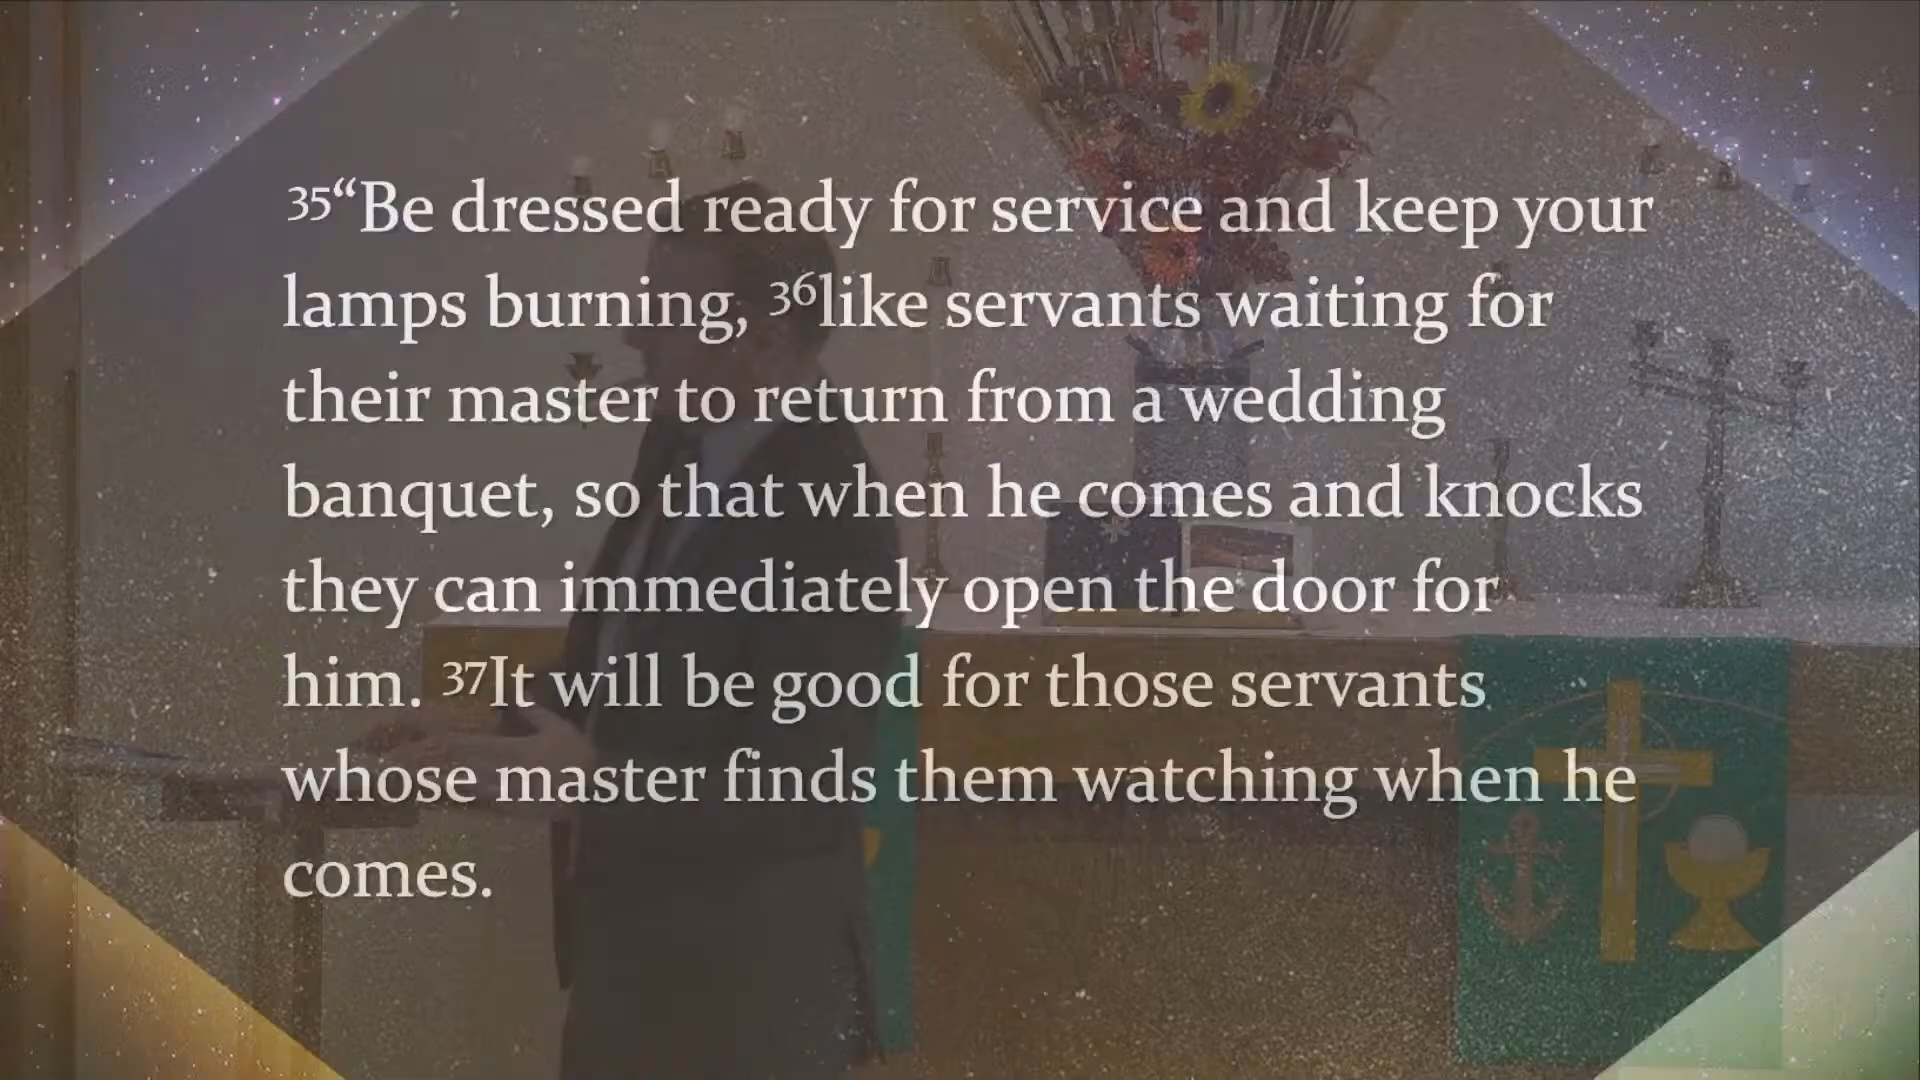 35“Be dressed ready for service and keep your
lamps burning, 36like servants waiting for
their master to return from a wedding
banquet, so that when he comes and knocks
they can immediately open the door for
him. 37It will be good for those servants
whose master finds them watching when he
comes.